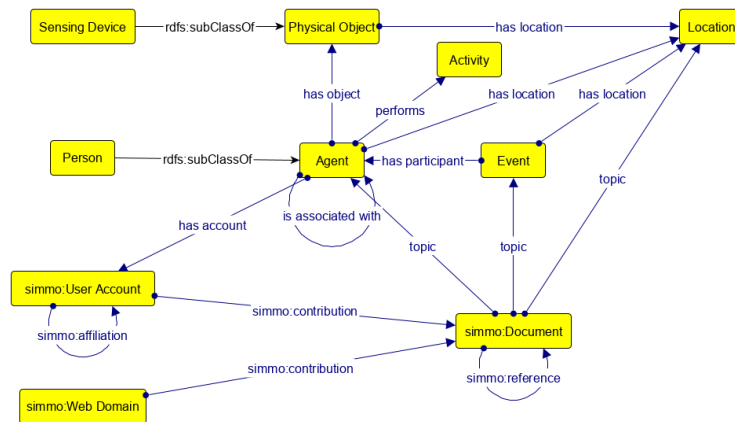 Sensing Device
rdfs:subClassOf
Physical Object
has location
Location
Activity
has object
performs
has location
has location
Person
rdfs:subClassOf
Agent
has participant
Event
is associated with
has account
topic
topic
topic
simmo:User Account
simmo:affiliation
simmo:contribution
simmo:Document
simmo:contribution
simmo:reference
simmo:Web Domain